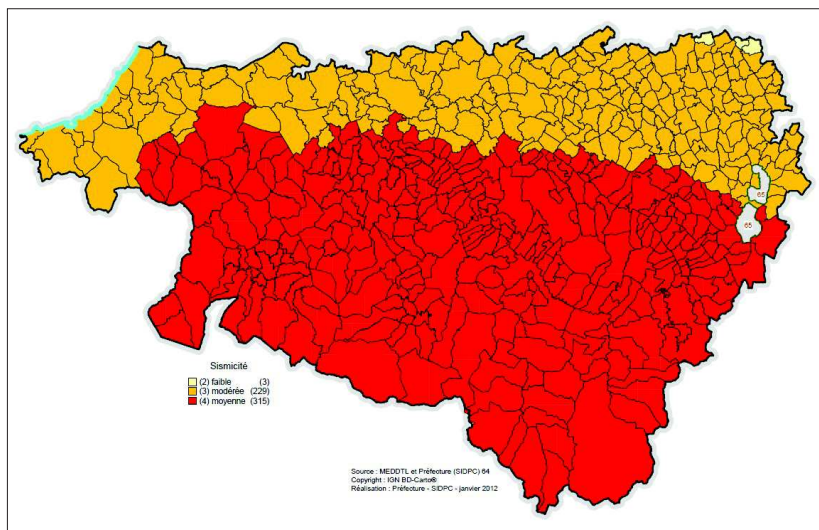 65
65
Sismicité
(2) faible (3)
(3) modérée (229)
(4) moyenne (315)
Source : MEDDTL et Préfecture (SIDPC) 64
Copyright : IGN BD-Carto®
Réalisation : Préfecture - SIDPC - janvier 2012